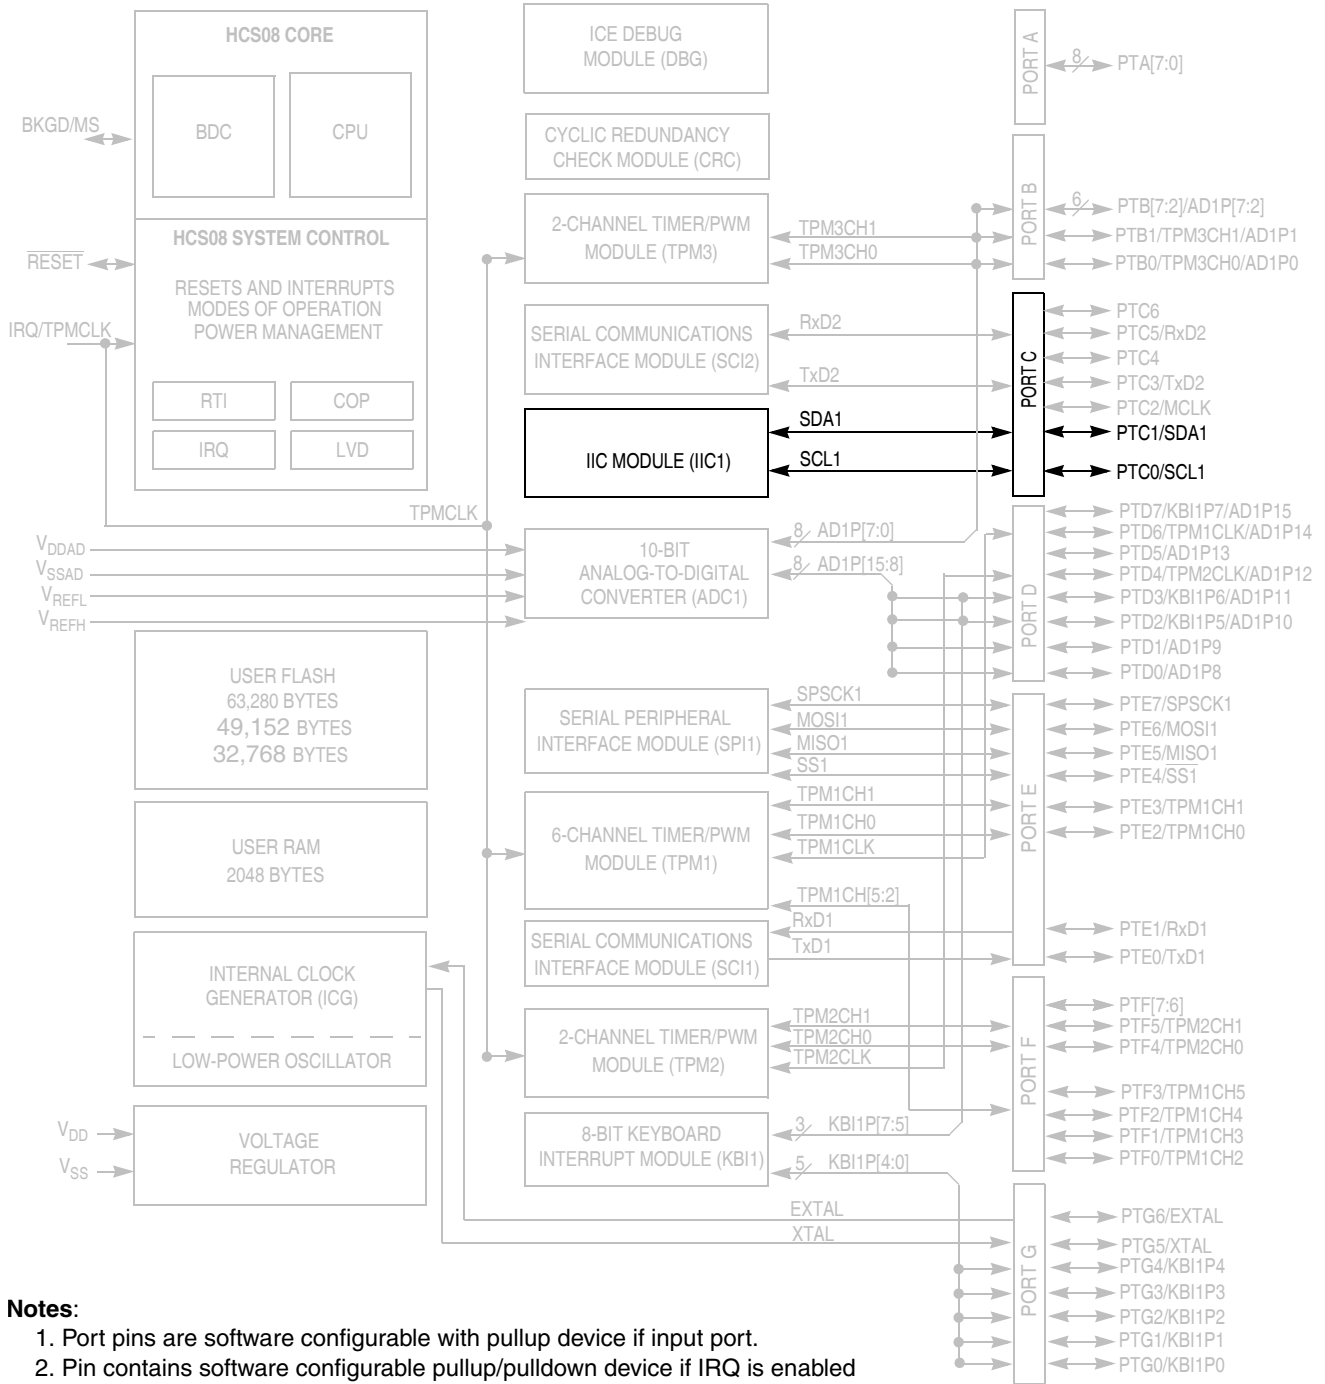 HCS08 CORE
BDC
CPU
BKGD/MS
HCS08 SYSTEM CONTROL
RESET
RESETS AND INTERRUPTS
MODES OF OPERATION
POWER MANAGEMENT
IRQ/TPMCLK
RTI
COP
IRQ
LVD
TPMCLK
VDDAD
VSSAD
VREFL
VREFH
USER FLASH
63,280 BYTES
49,152 BYTES
32,768 BYTES
USER RAM
2048 BYTES
INTERNAL CLOCK
GENERATOR (ICG)
LOW-POWER OSCILLATOR
VDD
VSS
VOLTAGE
REGULATOR
ICE DEBUG
MODULE (DBG)
CYCLIC REDUNDANCY
CHECK MODULE (CRC)
2-CHANNEL TIMER/PWM
MODULE (TPM3)
TPM3CH1
TPM3CH0
SERIAL COMMUNICATIONS
INTERFACE MODULE (SCI2)
RxD2
TxD2
IIC MODULE (IIC1)
SDA1
SCL1
10-BIT
ANALOG-TO-DIGITAL
CONVERTER (ADC1)
8 AD1P[7:0]
8 AD1P[15:8]
SERIAL PERIPHERAL
INTERFACE MODULE (SPI1)
SPSCK1
MOSI1
MISO1
SS1
6-CHANNEL TIMER/PWM
MODULE (TPM1)
TPM1CH1
TPM1CH0
TPM1CLK
TPM1CH[5:2]
SERIAL COMMUNICATIONS
INTERFACE MODULE (SCI1)
RxD1
TxD1
2-CHANNEL TIMER/PWM
MODULE (TPM2)
TPM2CH1
TPM2CH0
TPM2CLK
8-BIT KEYBOARD
INTERRUPT MODULE (KBI1)
3 KBI1P[7:5]
5 KBI1P[4:0]
EXTAL
XTAL
PORT A
8 PTA[7:0]
PORT B
6 PTB[7:2]/AD1P[7:2]
PTB1/TPM3CH1/AD1P1
PTB0/TPM3CH0/AD1P0
PORT C
PTC6
PTC5/RxD2
PTC4
PTC3/TxD2
PTC2/MCLK
PTC1/SDA1
PTC0/SCL1
PORT D
PTD7/KBI1P7/AD1P15
PTD6/TPM1CLK/AD1P14
PTD5/AD1P13
PTD4/TPM2CLK/AD1P12
PTD3/KBI1P6/AD1P11
PTD2/KBI1P5/AD1P10
PTD1/AD1P9
PTD0/AD1P8
PORT E
PTE7/SPSCK1
PTE6/MOSI1
PTE5/MISO1
PTE4/SS1
PTE3/TPM1CH1
PTE2/TPM1CH0
PTE1/RxD1
PTE0/TxD1
PORT F
PTF[7:6]
PTF5/TPM2CH1
PTF4/TPM2CH0
PTF3/TPM1CH5
PTF2/TPM1CH4
PTF1/TPM1CH3
PTF0/TPM1CH2
PORT G
PTG6/EXTAL
PTG5/XTAL
PTG4/KBI1P4
PTG3/KBI1P3
PTG2/KBI1P2
PTG1/KBI1P1
PTG0/KBI1P0
Notes:
1. Port pins are software configurable with pullup device if input port.
2. Pin contains software configurable pullup/pulldown device if IRQ is enabled